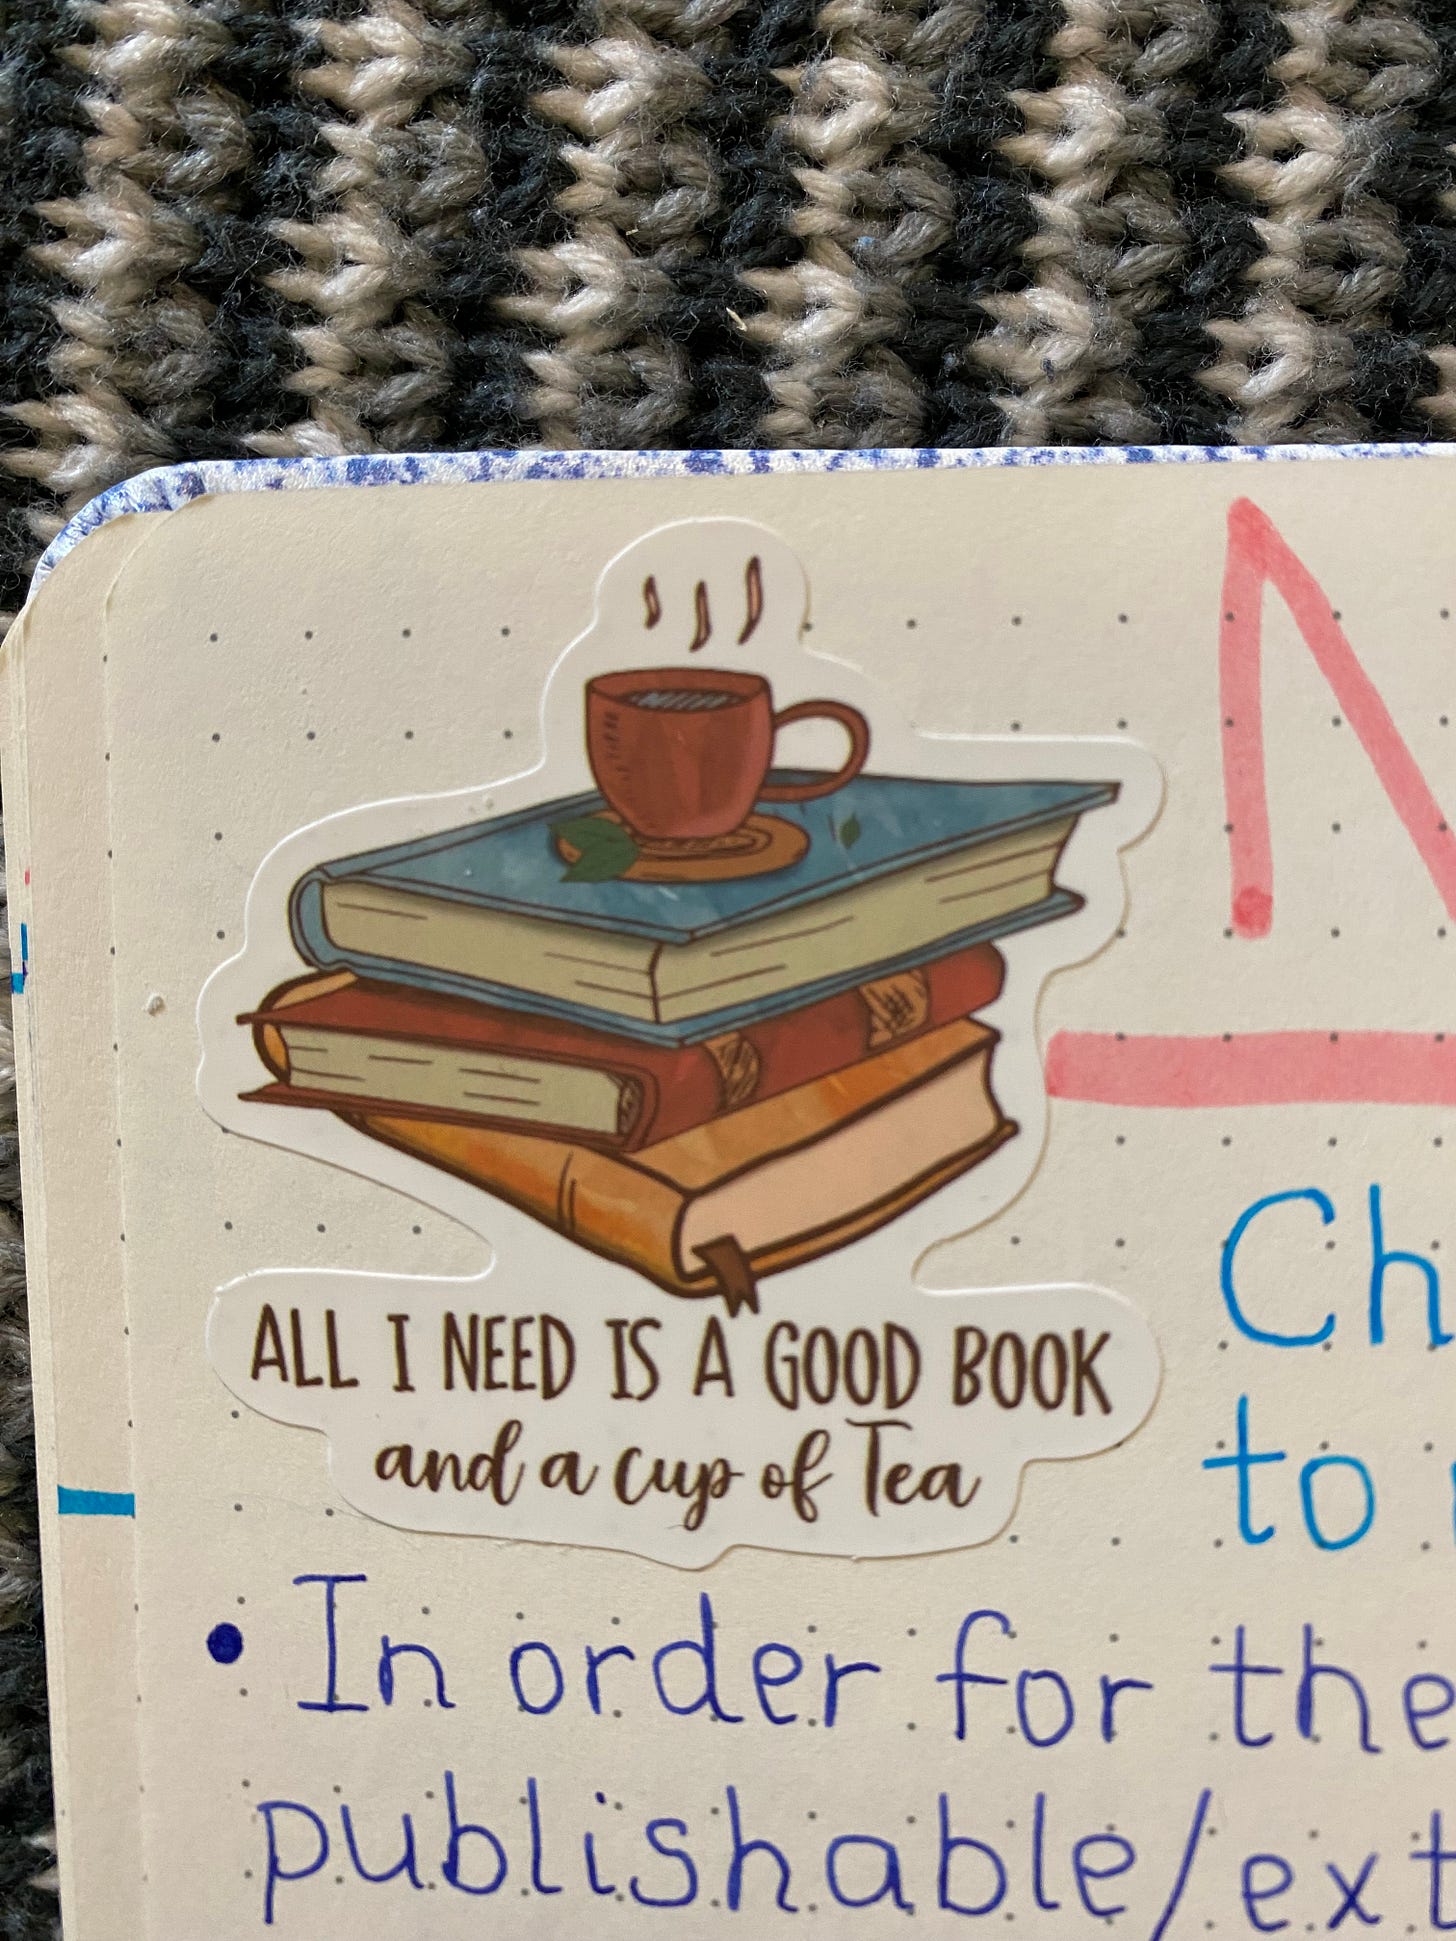 N
Ch
to
ALL I NEED IS A GOOD BOOK
and a cup of Tea
• In order for the
publishable/ext